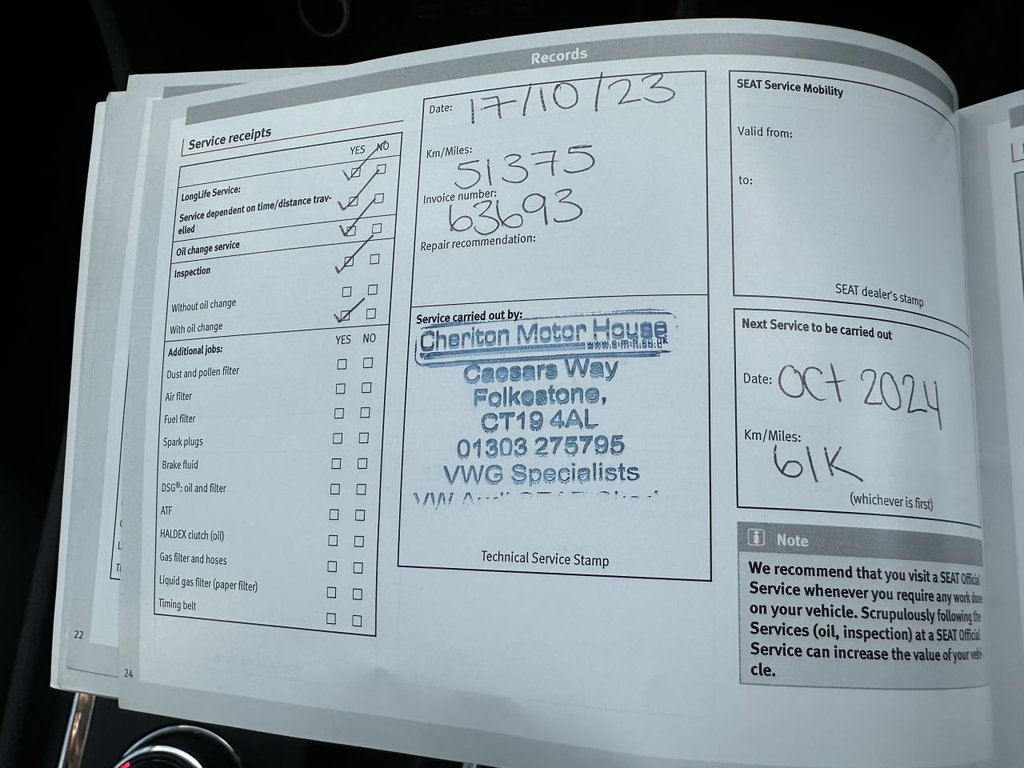 Records
Service receipts
YES NO
LongLife Service:
Service dependent on time/distance trav-
elled
Oil change service
Inspection
Without oil change
With oil change
Additional jobs:
YES NO
Dust and pollen filter
Air filter
Fuel filter
Spark plugs
Brake fluid
DSG®: oil and filter
ATF
HALDEX clutch (oil)
Gas filter and hoses
Liquid gas filter (paper filter)
Timing belt
22
24
Date: 17/10/23
Km/Miles:
51375
Invoice number:
63693
Repair recommendation:
Service carried out by:
Cheriton Motor House
Caesars Way
Folkestone,
CT19 4AL
01303 275795
VWG Specialists
Technical Service Stamp
SEAT Service Mobility
Valid from:
to:
SEAT dealer's stamp
Next Service to be carried out
Date: OCT 2024
Km/Miles:
61K
(whichever is first)
i Note
We recommend that you visit a SEAT Official
Service whenever you require any work done
on your vehicle. Scrupulously following the
Services (oil, inspection) at a SEAT Official
Service can increase the value of your vehi-
cle.